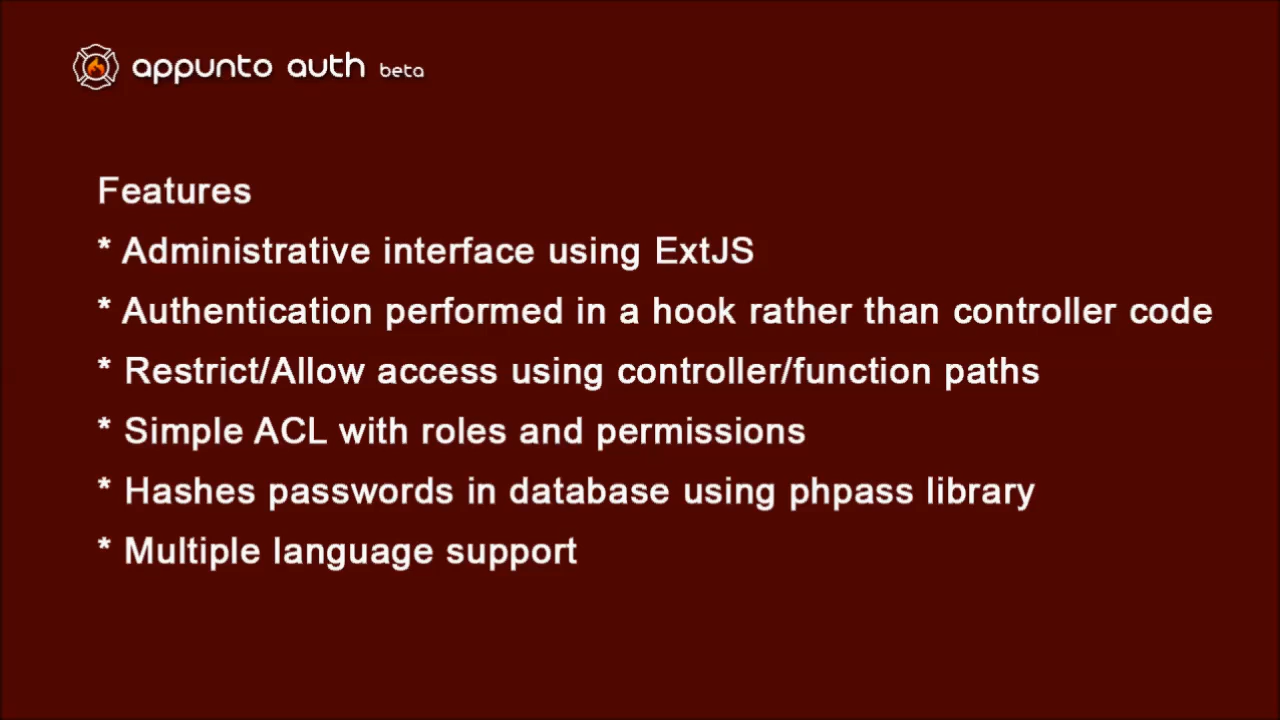 appunto auth beta
Features
* Administrative interface using ExtJS
* Authentication performed in a hook rather than controller code
* Restrict/Allow access using controller/function paths
* Simple ACL with roles and permissions
* Hashes passwords in database using phpass library
* Multiple language support